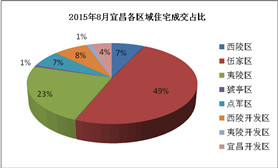 2015年8月宜昌各区域住宅成交占比
1%
4%
7%
8%
7%
1%
23%
49%
西陵区
伍家区
夷陵区
猇亭区
点军区
西陵开发区
夷陵开发区
宜昌开发区